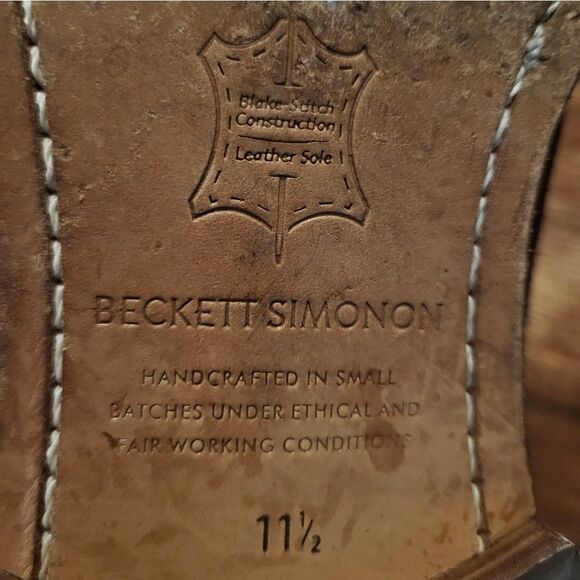 Blake-Stitch
Construction
Leather Sole
BECKETT SIMONON
HANDCRAFTED IN SMALL
BATCHES UNDER ETHICAL AND
FAIR WORKING CONDITIONS
11½